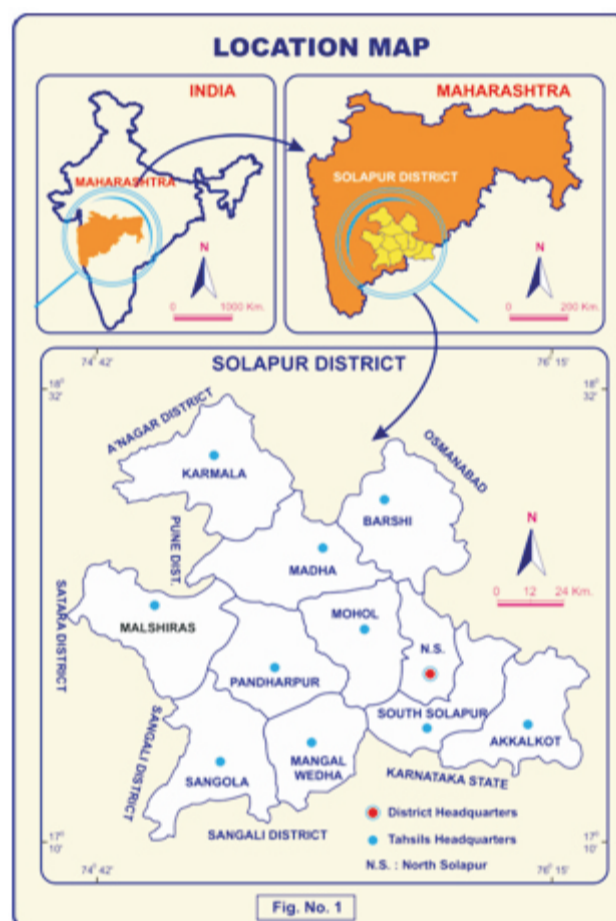 LOCATION MAP
INDIA
MAHARASHTRA
N
0 1000 Km.
MAHARASHTRA
SOLAPUR DISTRICT
N
0 200 Km.
74° 42'
SOLAPUR DISTRICT
76° 15'
18° 32'
18° 32'
A'NAGAR DISTRICT
OSMANABAD
KARMALA
BARSHI
PUNE DIST.
MADHA
N
0 12 24 Km.
SATARA DISTRICT
MALSHIRAS
MOHOL
N.S.
PANDHARPUR
SOUTH SOLAPUR
AKKALKOT
SANGALI DISTRICT
MANGAL
WEDHA
SANGOLA
KARNATAKA STATE
District Headquarters
SANGALI DISTRICT
Tahsils Headquarters
17° 10'
17° 10'
N.S. : North Solapur
74° 42'
76° 15'
Fig. No. 1